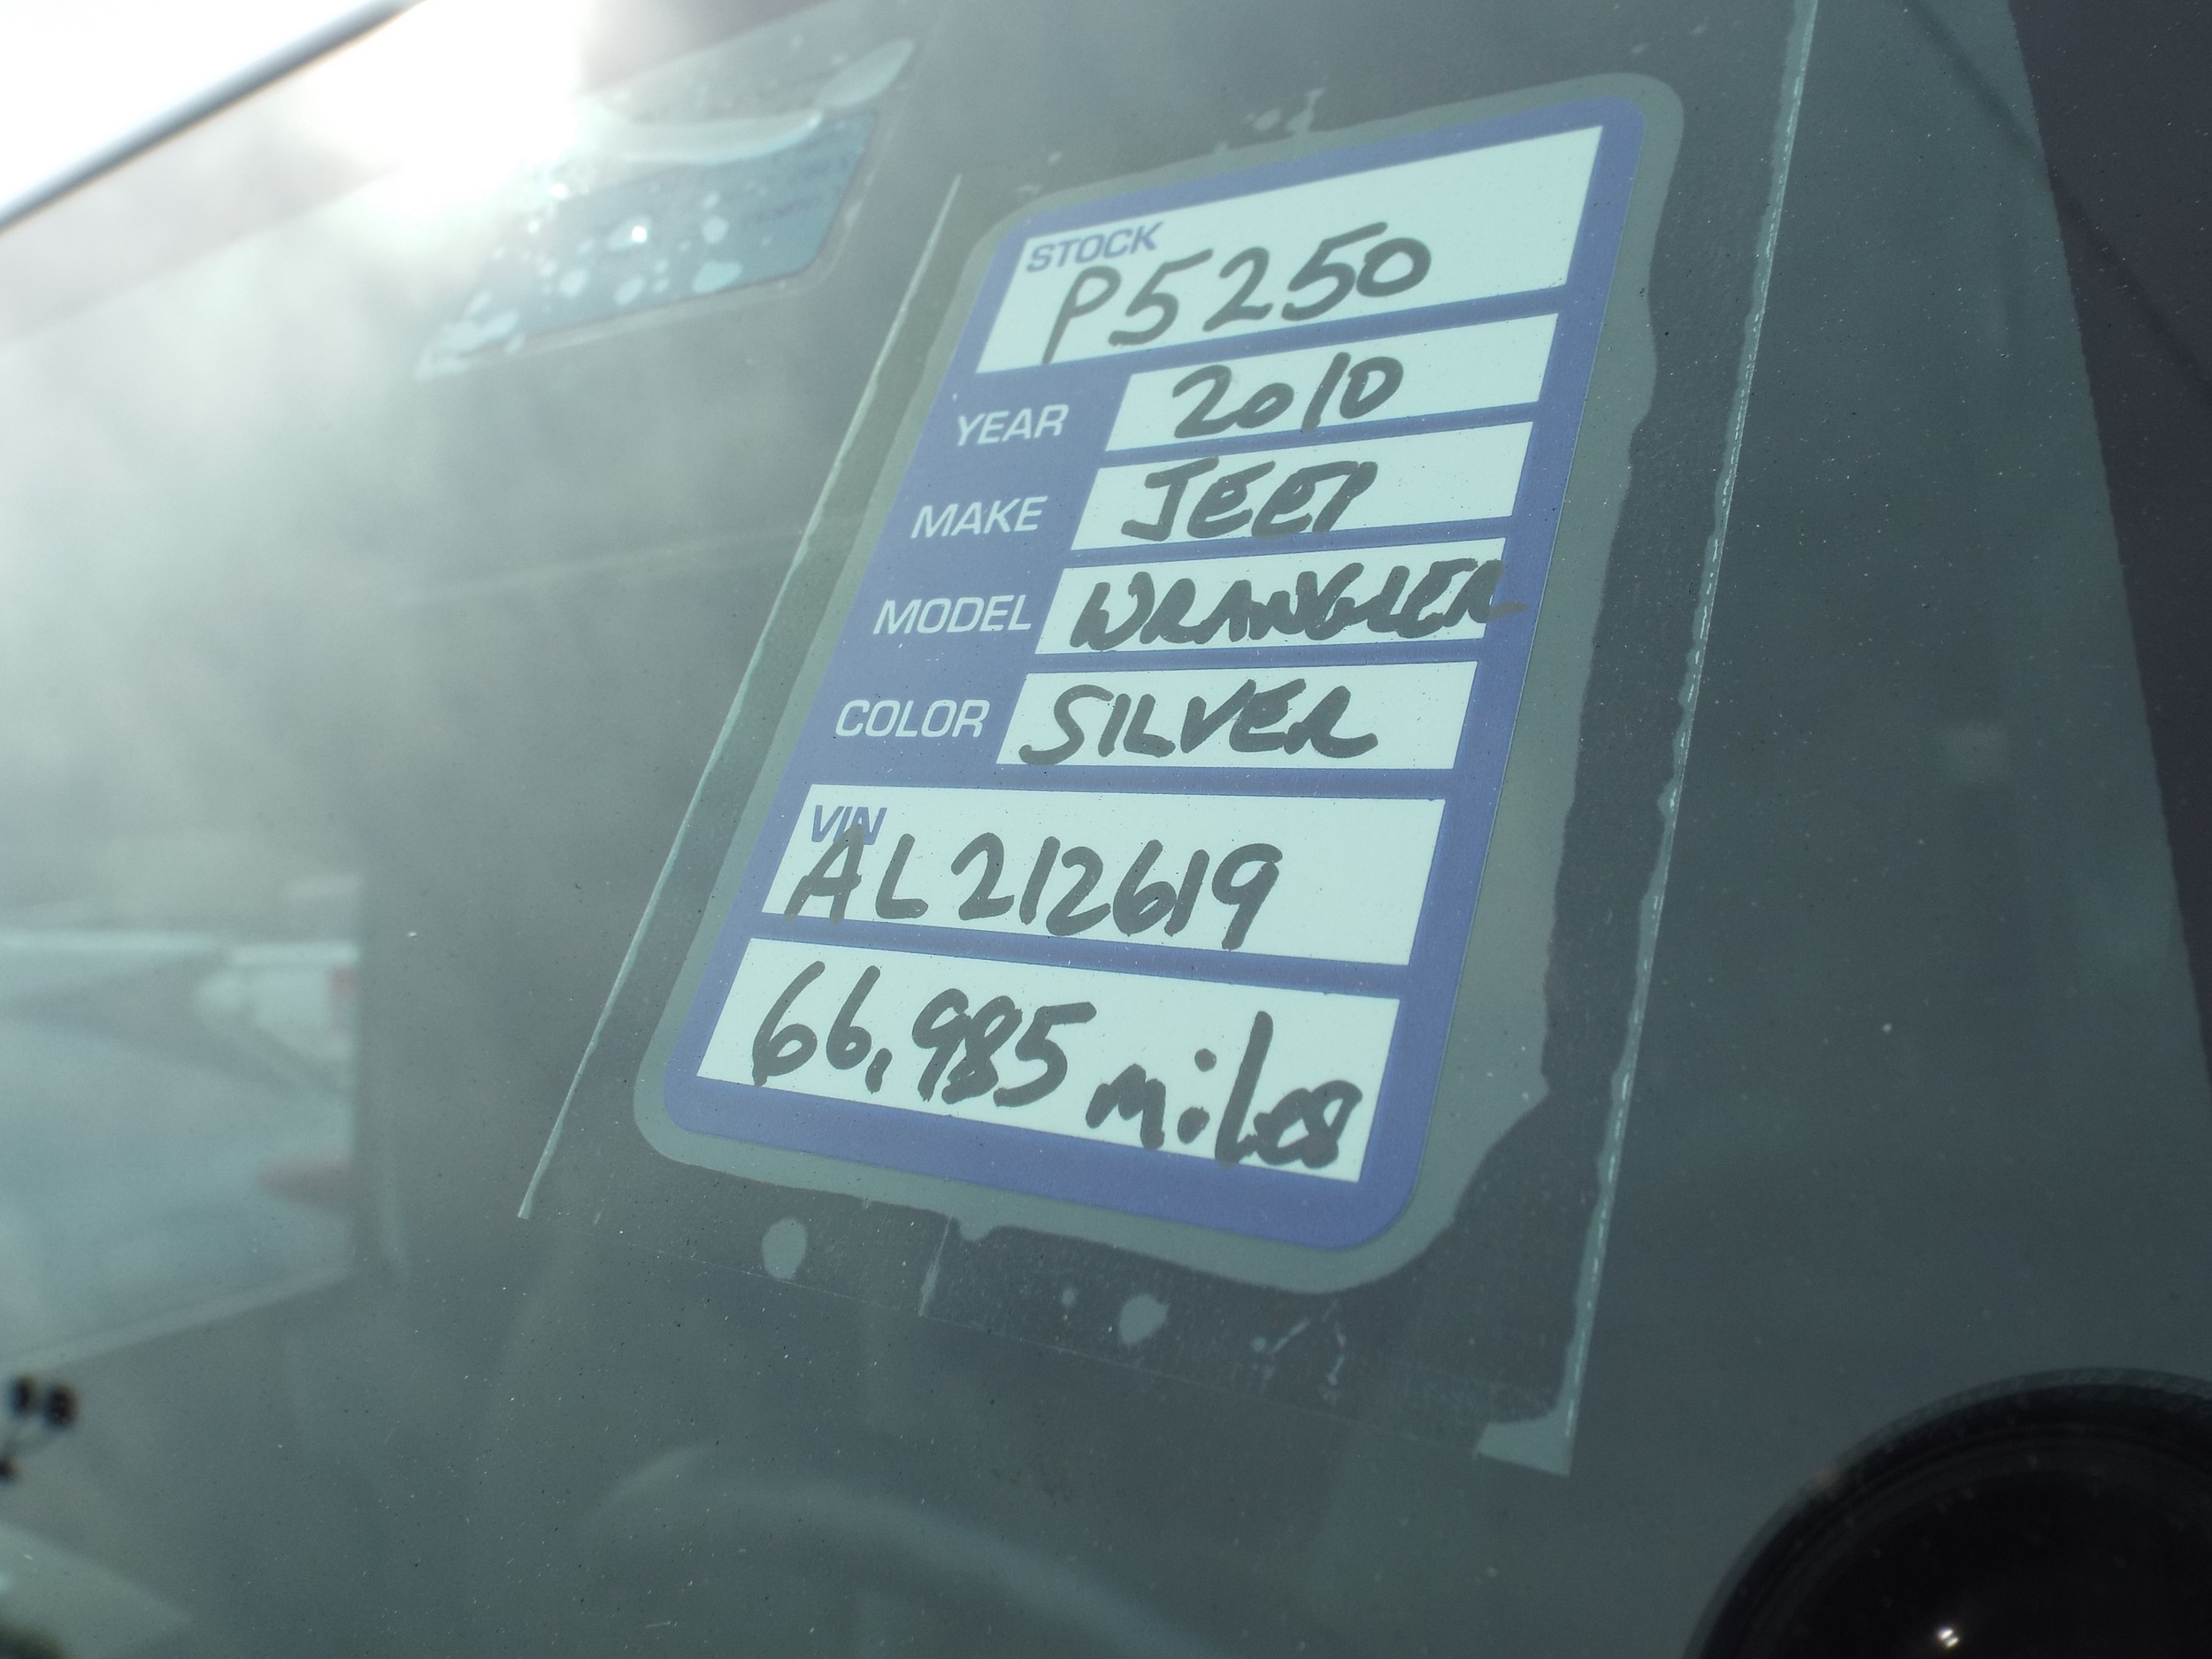 STOCK
P5250
YEAR 2010
MAKE JEEP
MODEL WRANGLER
COLOR SILVER
VIN
AL212619
66,985 miles